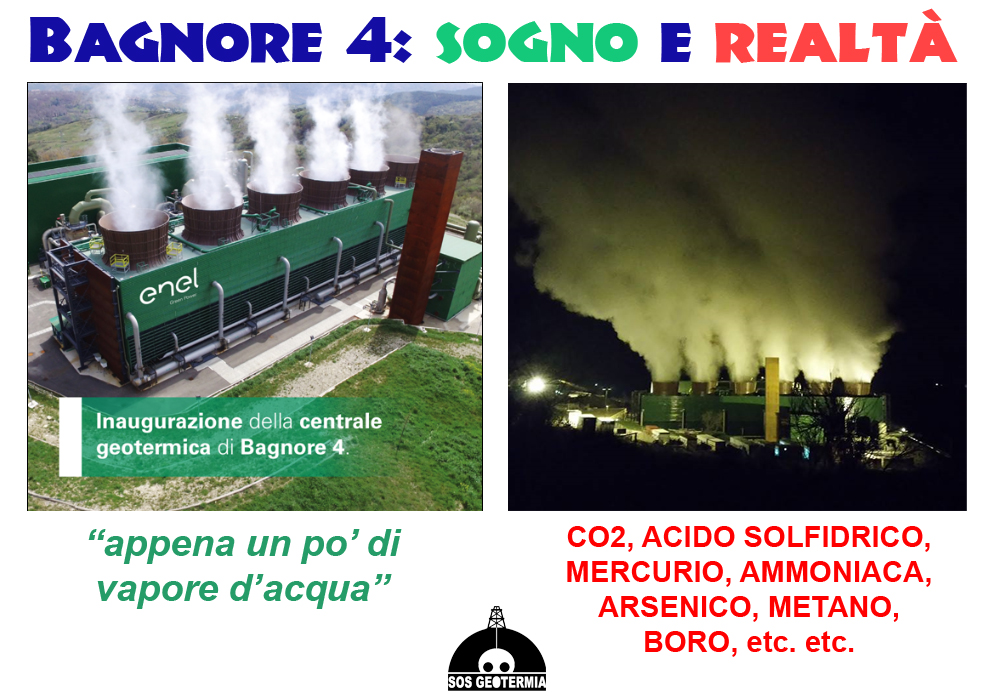 BAGNORE 4: SOGNO E REALTÀ
enel
Green Power
Inaugurazione della centrale
geotermica di Bagnore 4.
“appena un po’ di
vapore d’acqua”
CO2, ACIDO SOLFIDRICO,
MERCURIO, AMMONIACA,
ARSENICO, METANO,
BORO, etc. etc.
SOS GEOTERMIA